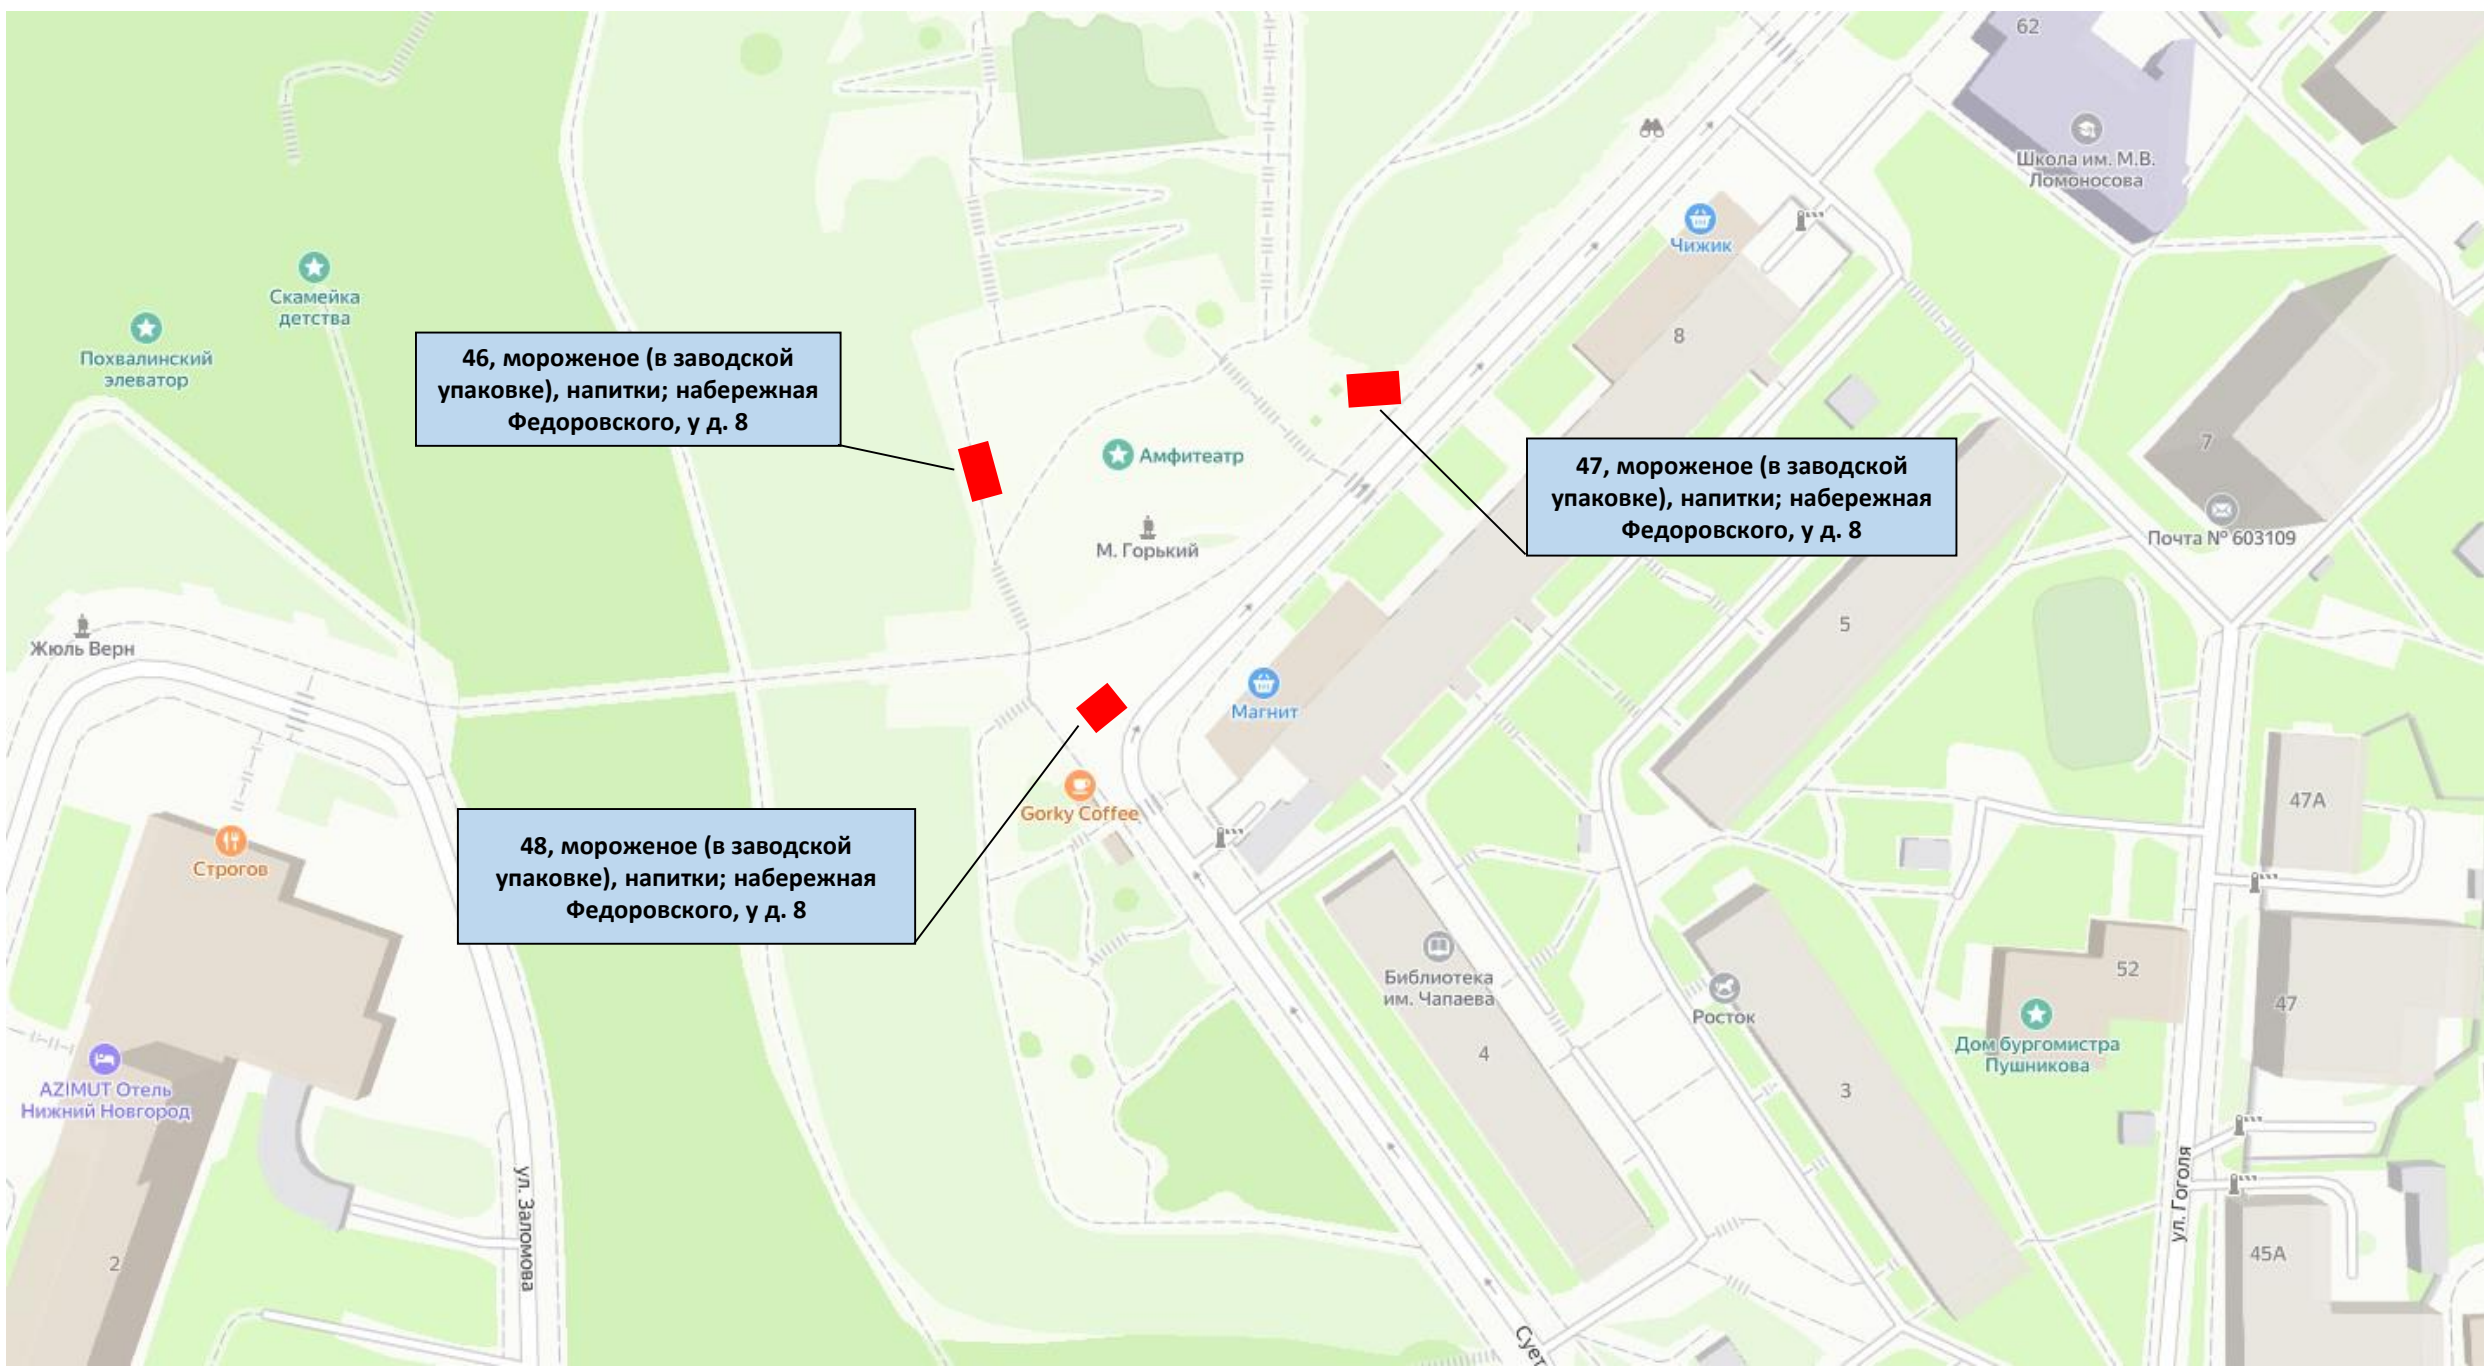 62
Школа им. М.В.
Ломоносова
Чижик
Скамейка
детства
Похвалинский
элеватор
8
46, мороженое (в заводской
упаковке), напитки; набережная
Федоровского, у д. 8
Амфитеатр
47, мороженое (в заводской
упаковке), напитки; набережная
Федоровского, у д. 8
7
Почта № 603109
М. Горький
5
Жюль Верн
Магнит
47А
Gorky Coffee
Строгов
48, мороженое (в заводской
упаковке), напитки; набережная
Федоровского, у д. 8
Библиотека
им. Чапаева
4
Росток
52
47
Дом бургомистра
Пушникова
3
AZIMUT Отель
Нижний Новгород
ул. Заломова
ул. Гоголя
2
45А
Сует